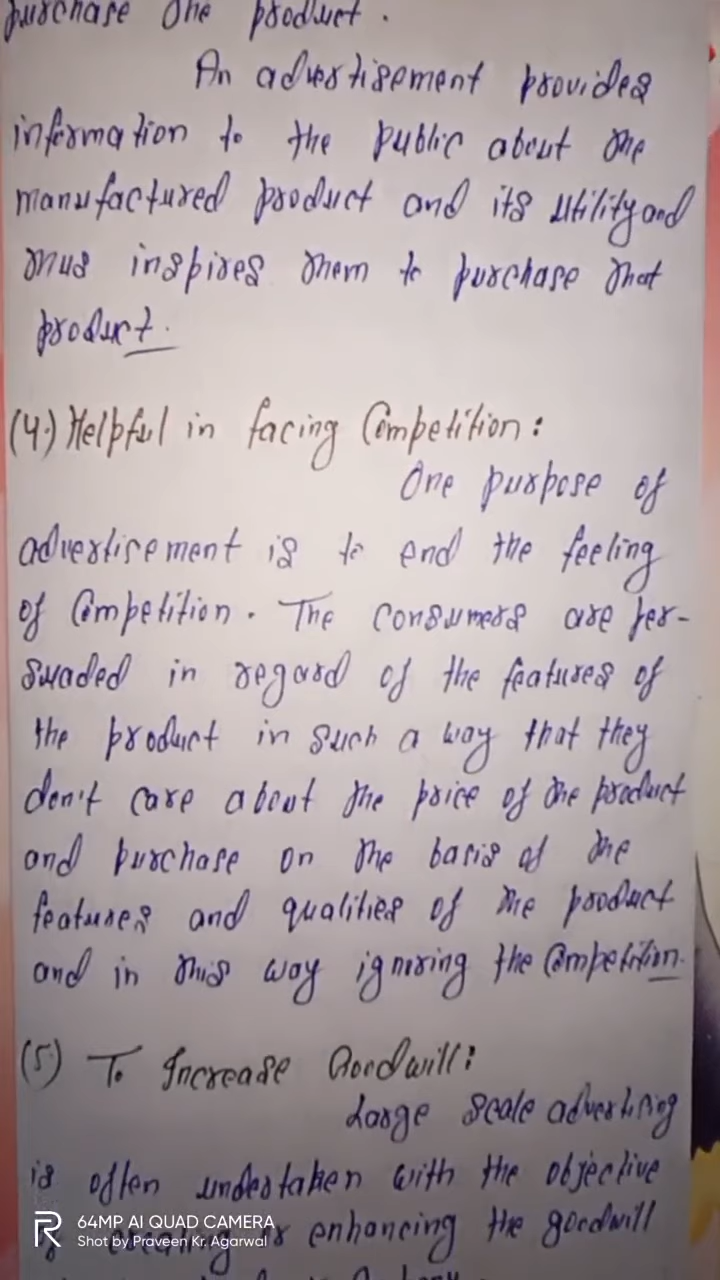 purchase the product.
An advertisement provides
information to the public about the
manufactured product and its utility and
thus inspires them to purchase that
product.
(4.) Helpful in facing Competition:
One purpose of
advertisement is to end the feeling
of Competition. The consumers are per-
suaded in regard of the features of
the product in such a way that they
don't care about the price of the product
and purchase on the basis of the
features and qualities of the product
and in this way ignoring the Competition.
(5) To Increase Goodwill:
Large scale advertising
is often undertaken with the objective
enhancing the goodwill
64MP AI QUAD CAMERA
Shot by Praveen Kr. Agarwal